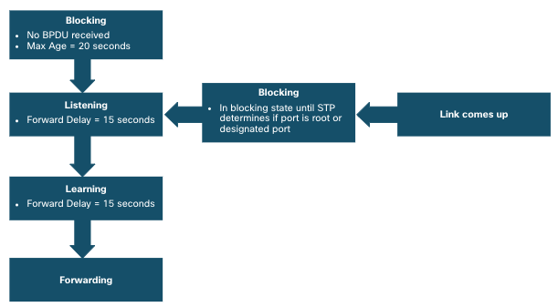 Blocking
• No BPDU received
• Max Age = 20 seconds
Listening
• Forward Delay = 15 seconds
Blocking
• In blocking state until STP
determines if port is root or
designated port
Link comes up
Learning
• Forward Delay = 15 seconds
Forwarding